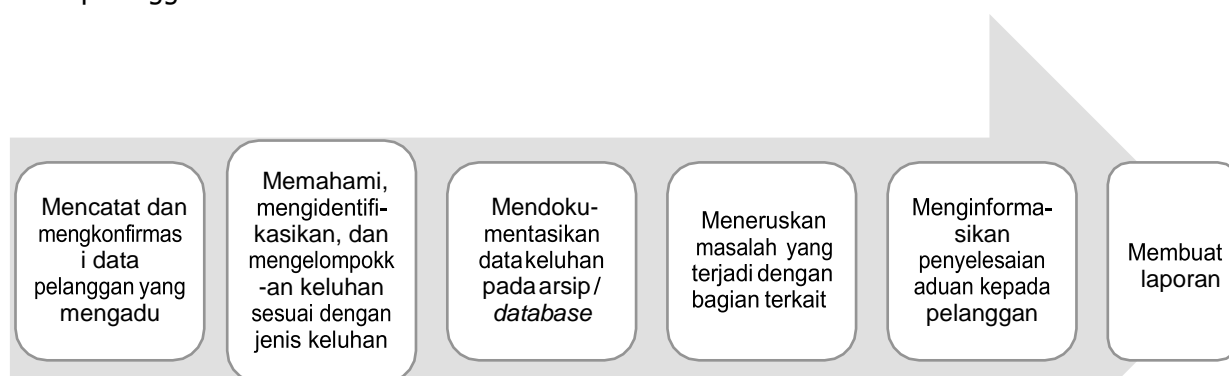 Mencatat dan
mengkonfirmas
i data
pelanggan yang
mengadu
Memahami,
mengidentifi-
kasikan, dan
mengelompokk
-an keluhan
sesuai dengan
jenis keluhan
Mendoku-
mentasikan
data keluhan
pada arsip /
database
Meneruskan
masalah yang
terjadi dengan
bagian terkait
Menginforma-
sikan
penyelesaian
aduan kepada
pelanggan
Membuat
laporan